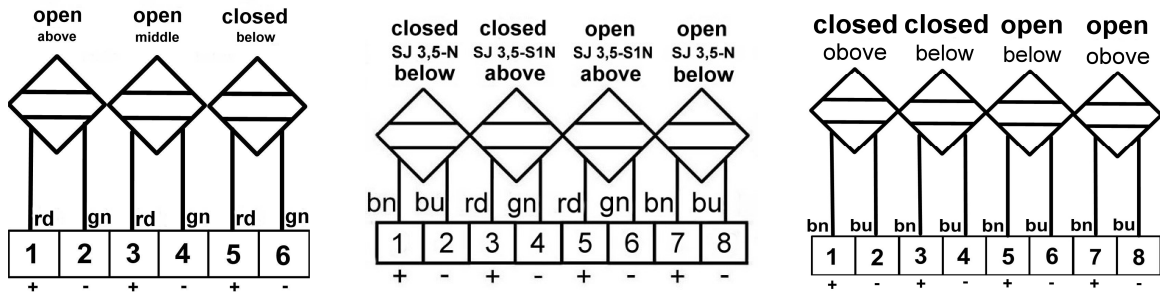 open open closed
above middle below
rd gn rd gn rd gn
1 2 3 4 5 6
+ - + - + -
closed closed open open
SJ 3,5-N SJ 3,5-S1N SJ 3,5-S1N SJ 3,5-N
below above above below
bn bu rd gn rd gn bn bu
1 2 3 4 5 6 7 8
+ - + - + - + -
closed closed open open
obove below below obove
bn bu bn bu bn bu bn bu
1 2 3 4 5 6 7 8
+ - + - + - + -